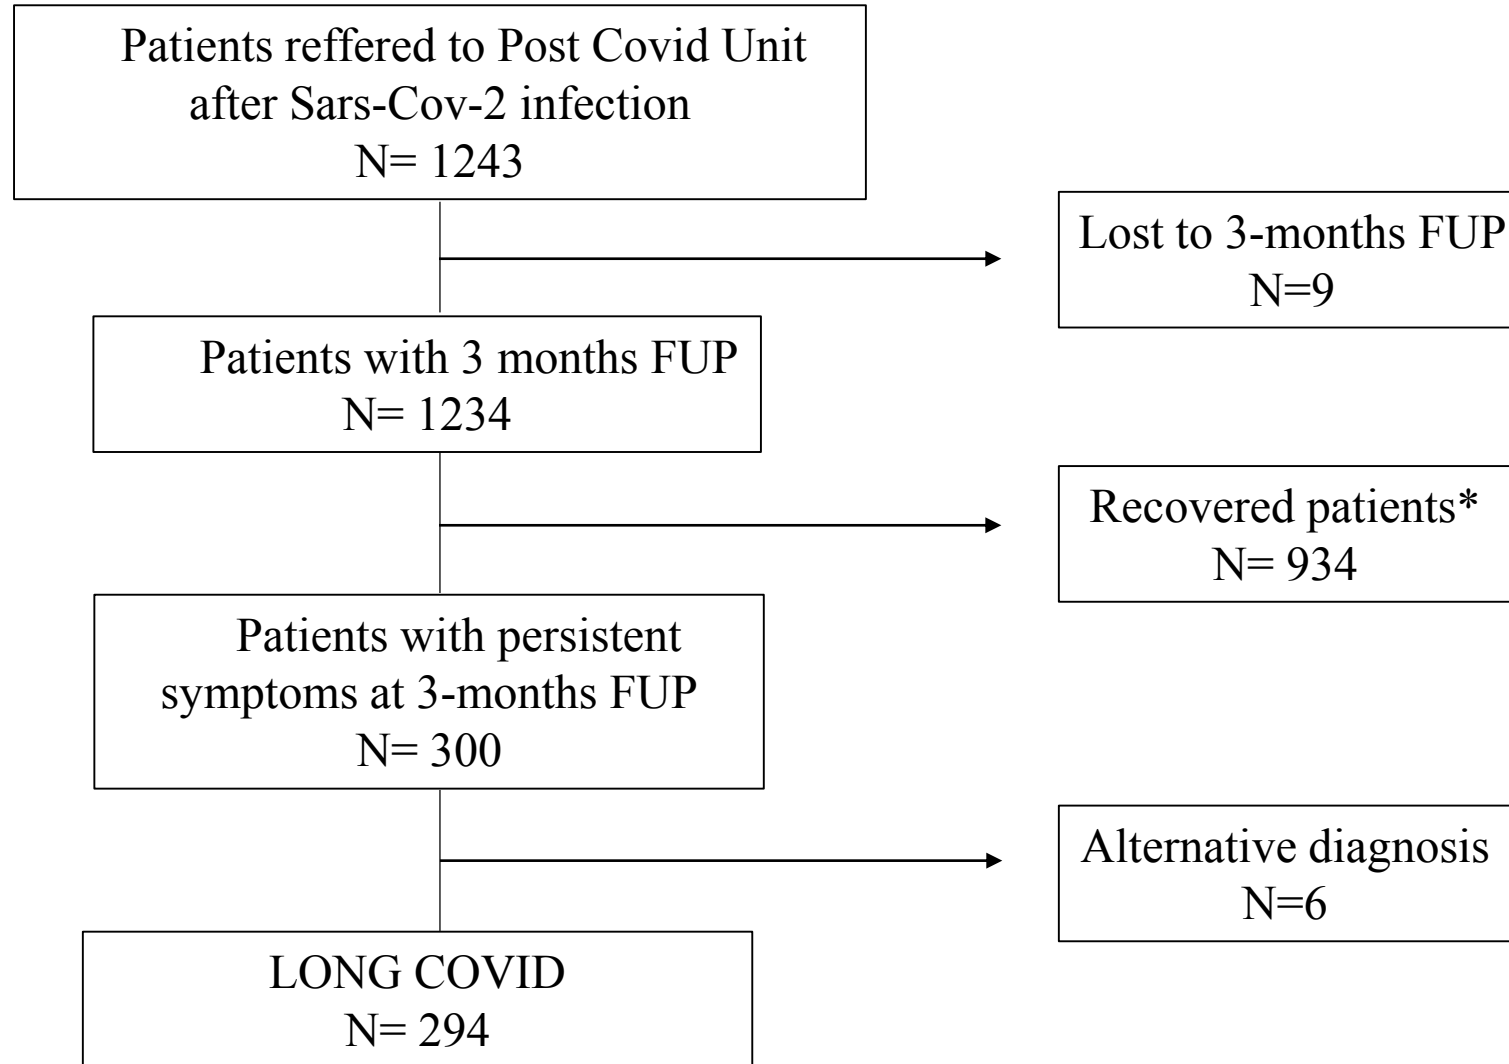 Patients reffered to Post Covid Unit
after Sars-Cov-2 infection
N= 1243
Lost to 3-months FUP
N=9
Patients with 3 months FUP
N= 1234
Recovered patients*
N= 934
Patients with persistent
symptoms at 3-months FUP
N= 300
Alternative diagnosis
N=6
LONG COVID
N= 294